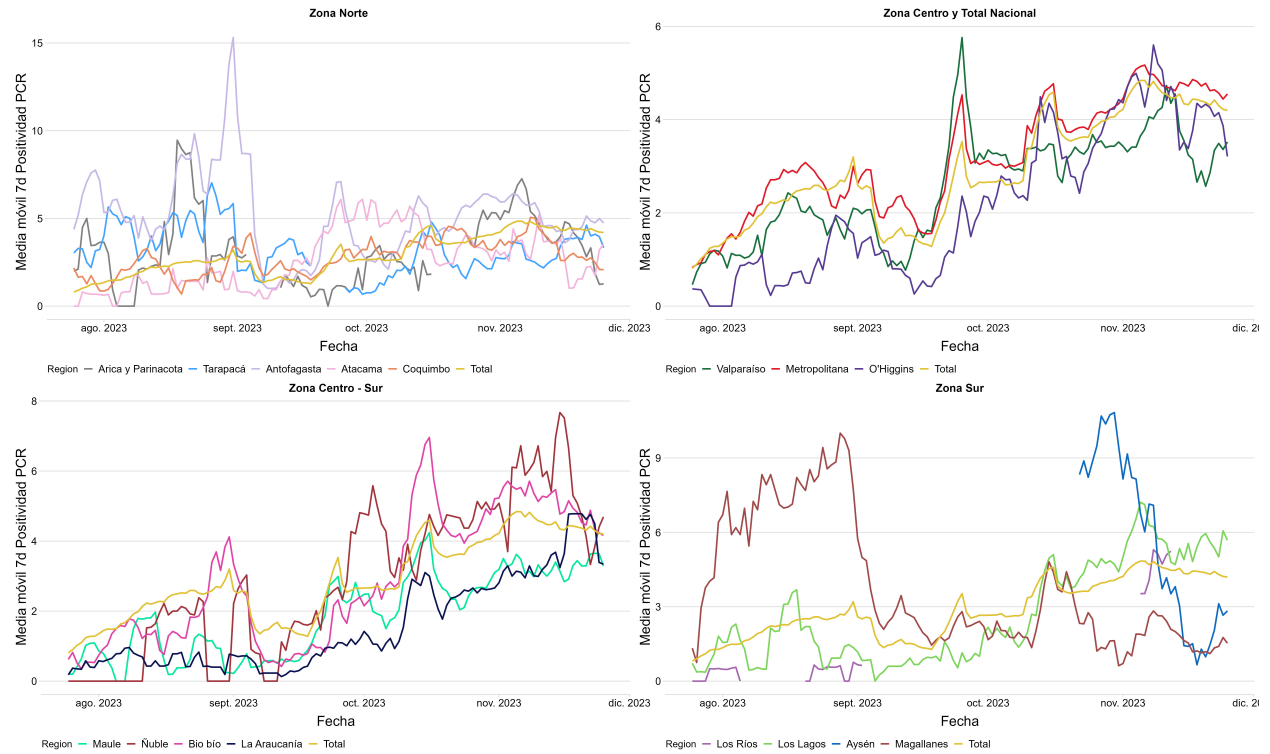 Zona Norte
Media móvil 7d Positividad PCR
15
10
5
0
ago. 2023 sept. 2023 oct. 2023 nov. 2023 dic. 2023
Fecha
Region Arica y Parinacota Tarapacá Antofagasta Atacama Coquimbo Total
Zona Centro y Total Nacional
Media móvil 7d Positividad PCR
6
4
2
0
ago. 2023 sept. 2023 oct. 2023 nov. 2023 dic. 20
Fecha
Region Valparaíso Metropolitana O'Higgins Total
Zona Centro - Sur
Media móvil 7d Positividad PCR
8
6
4
2
0
ago. 2023 sept. 2023 oct. 2023 nov. 2023 dic. 2023
Fecha
Region Maule Ñuble Bio bío La Araucanía Total
Zona Sur
Media móvil 7d Positividad PCR
9
6
3
0
ago. 2023 sept. 2023 oct. 2023 nov. 2023 dic. 20
Fecha
Region Los Ríos Los Lagos Aysén Magallanes Total